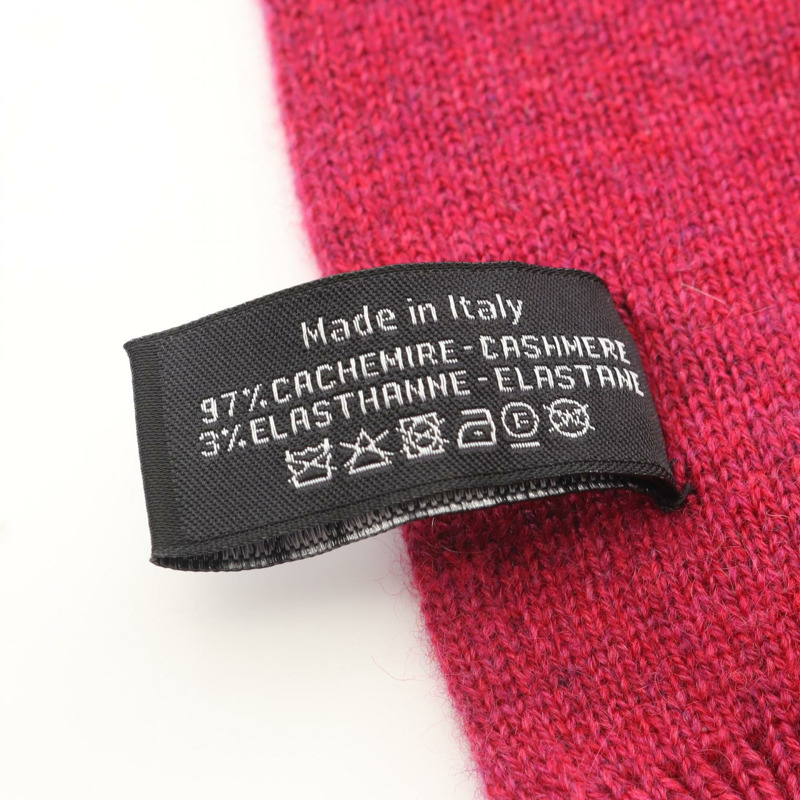 Made in Italy
97%CACHEMIRE-CASHMERE
3%ELASTHANNE-ELASTANE